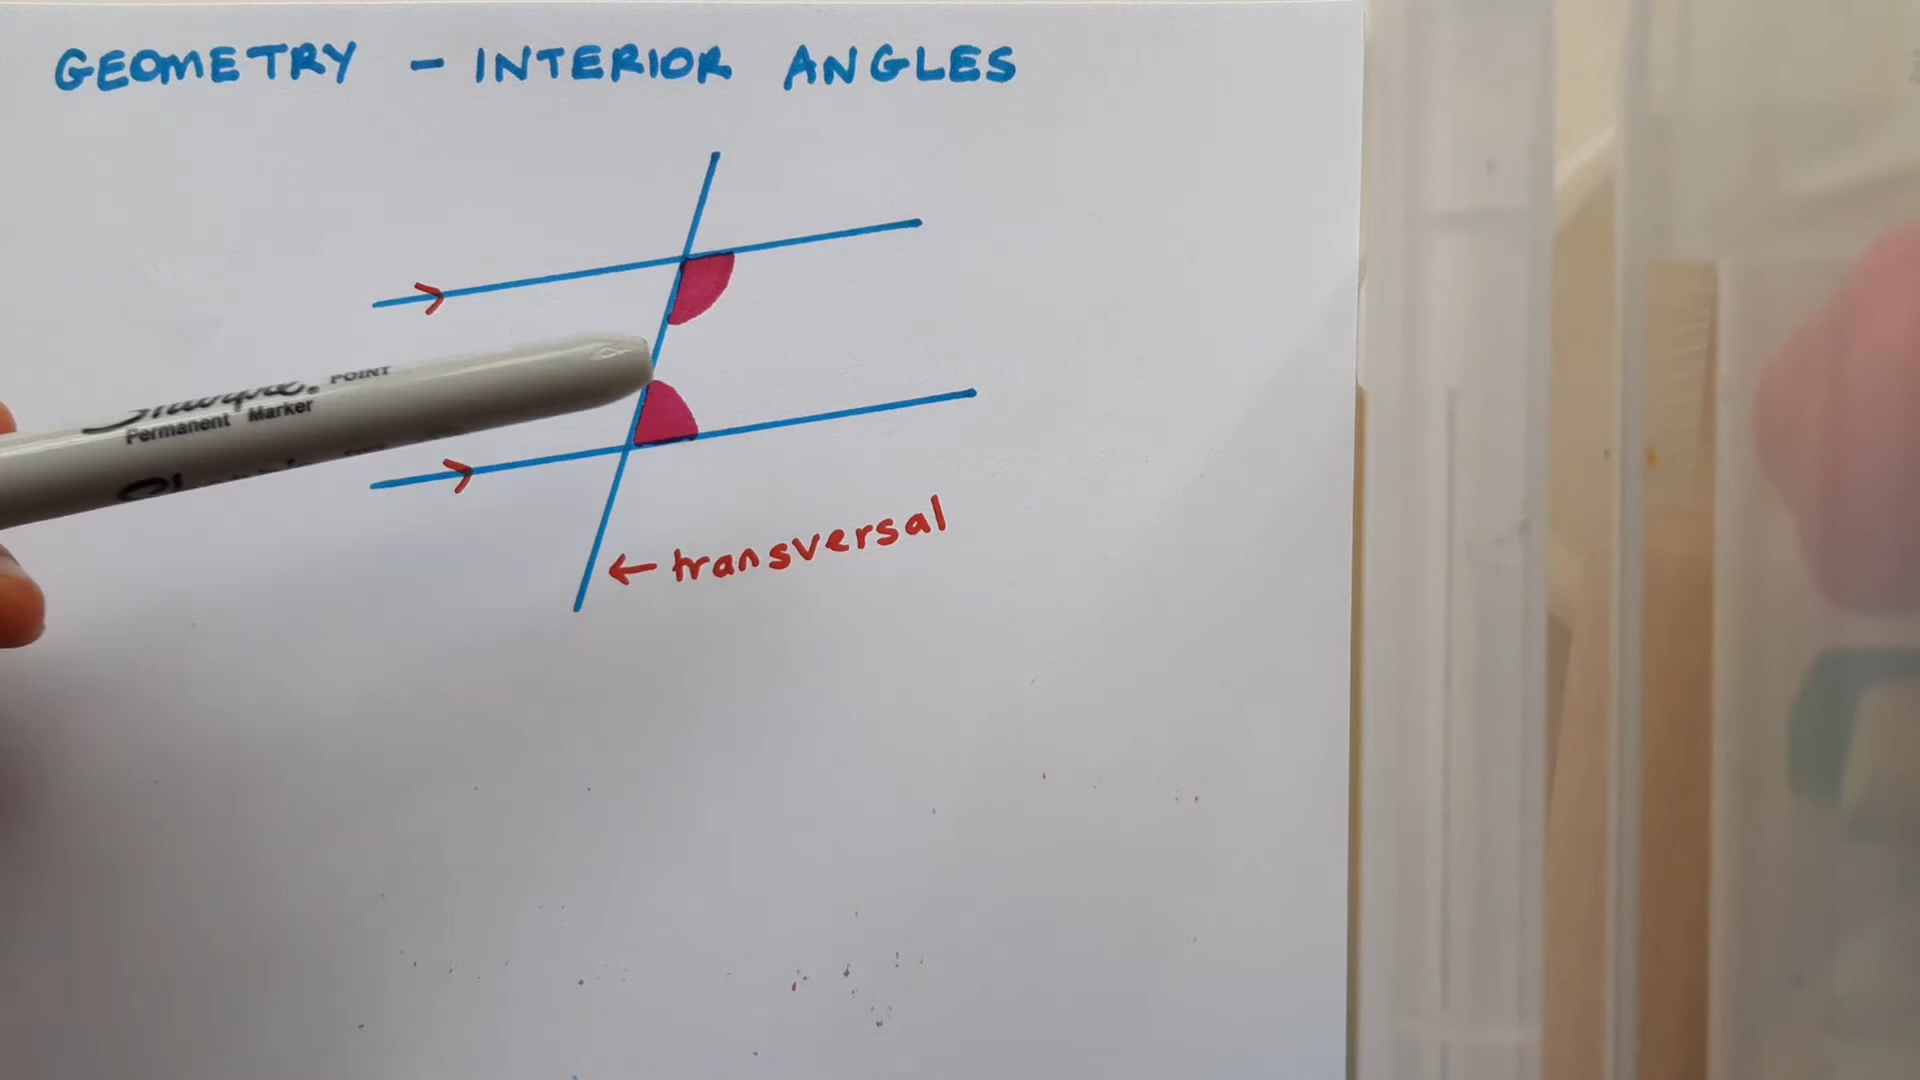 GEOMETRY - INTERIOR ANGLES
POINT
Permanent Marker
← transversal